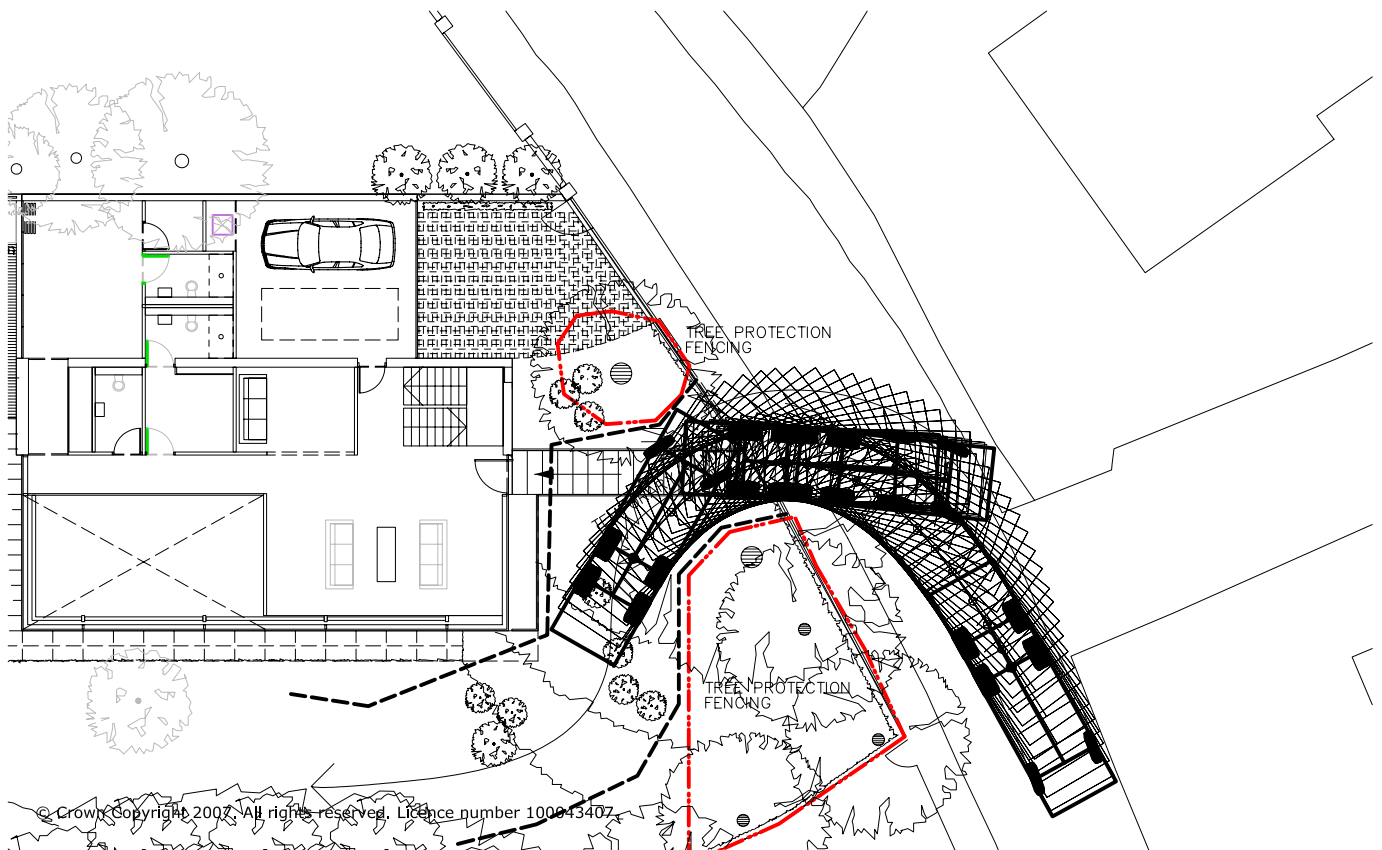 TREE PROTECTION
FENCING
TREE PROTECTION
FENCING
© Crown Copyright 2007. All rights reserved. Licence number 100043407.